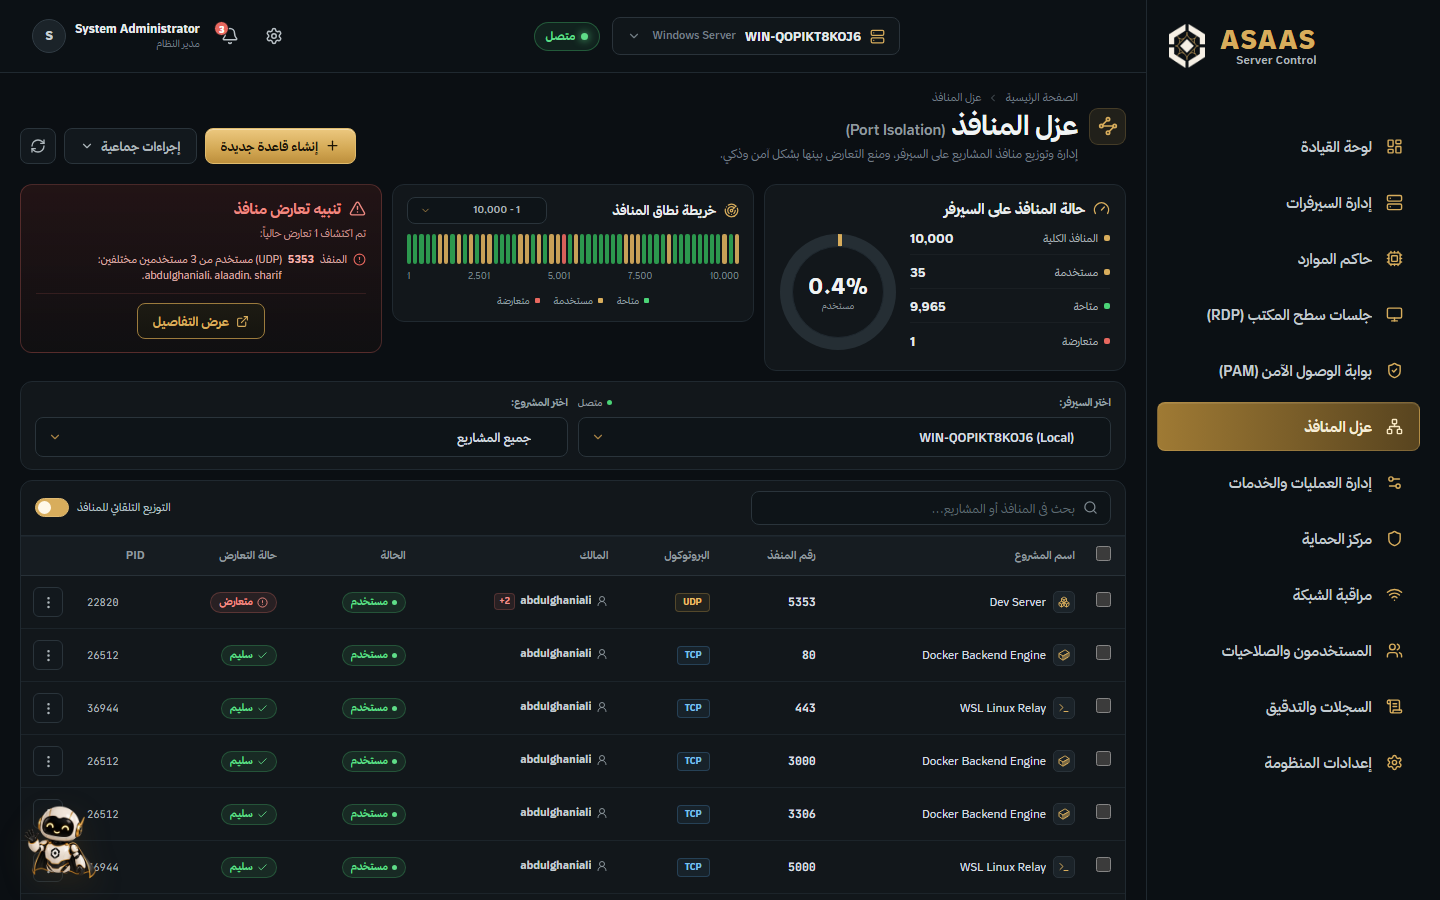 ASAAS
Server Control
لوحة القيادة
إدارة السيرفرات
حاكم الموارد
جلسات سطح المكتب (RDP)
بوابة الوصول الآمن (PAM)
عزل المنافذ
إدارة العمليات والخدمات
مركز الحماية
مراقبة الشبكة
المستخدمون والصلاحيات
السجلات والتدقيق
إعدادات المنظومة
WIN-QOPIKT8KOJ6 Windows Server
متصل
3
System Administrator
مدير النظام
S
الصفحة الرئيسية > عزل المنافذ
عزل المنافذ (Port Isolation)
إدارة وتوزيع منافذ المشاريع على السيرفر، ومنع التعارض بينها بشكل آمن وذكي.
+ إنشاء قاعدة جديدة
إجراءات جماعية
حالة المنافذ على السيرفر
المنافذ الكلية 10,000
مستخدمة 35
متاحة 9,965
متعارضة 1
0.4%
مستخدم
خريطة نطاق المنافذ
1 - 10,000
1 2,501 5,001 7,500 10,000
متاحة مستخدمة متعارضة
تنبيه تعارض منافذ
تم اكتشاف 1 تعارض حالياً:
المنفذ 5353 (UDP) مستخدم من 3 مستخدمين مختلفين:
abdulghaniali, alaadin, sharif.
عرض التفاصيل
اختر السيرفر: متصل
WIN-QOPIKT8KOJ6 (Local)
اختر المشروع:
جميع المشاريع
بحث في المنافذ أو المشاريع...
التوزيع التلقائي للمنافذ
اسم المشروع رقم المنفذ البروتوكول المالك الحالة حالة التعارض PID
Dev Server 5353 UDP abdulghaniali +2 مستخدم متعارض 22820
Docker Backend Engine 80 TCP abdulghaniali مستخدم سليم 26512
WSL Linux Relay 443 TCP abdulghaniali مستخدم سليم 36944
Docker Backend Engine 3000 TCP abdulghaniali مستخدم سليم 26512
Docker Backend Engine 3306 TCP abdulghaniali مستخدم سليم 26512
WSL Linux Relay 5000 TCP abdulghaniali مستخدم سليم 6944